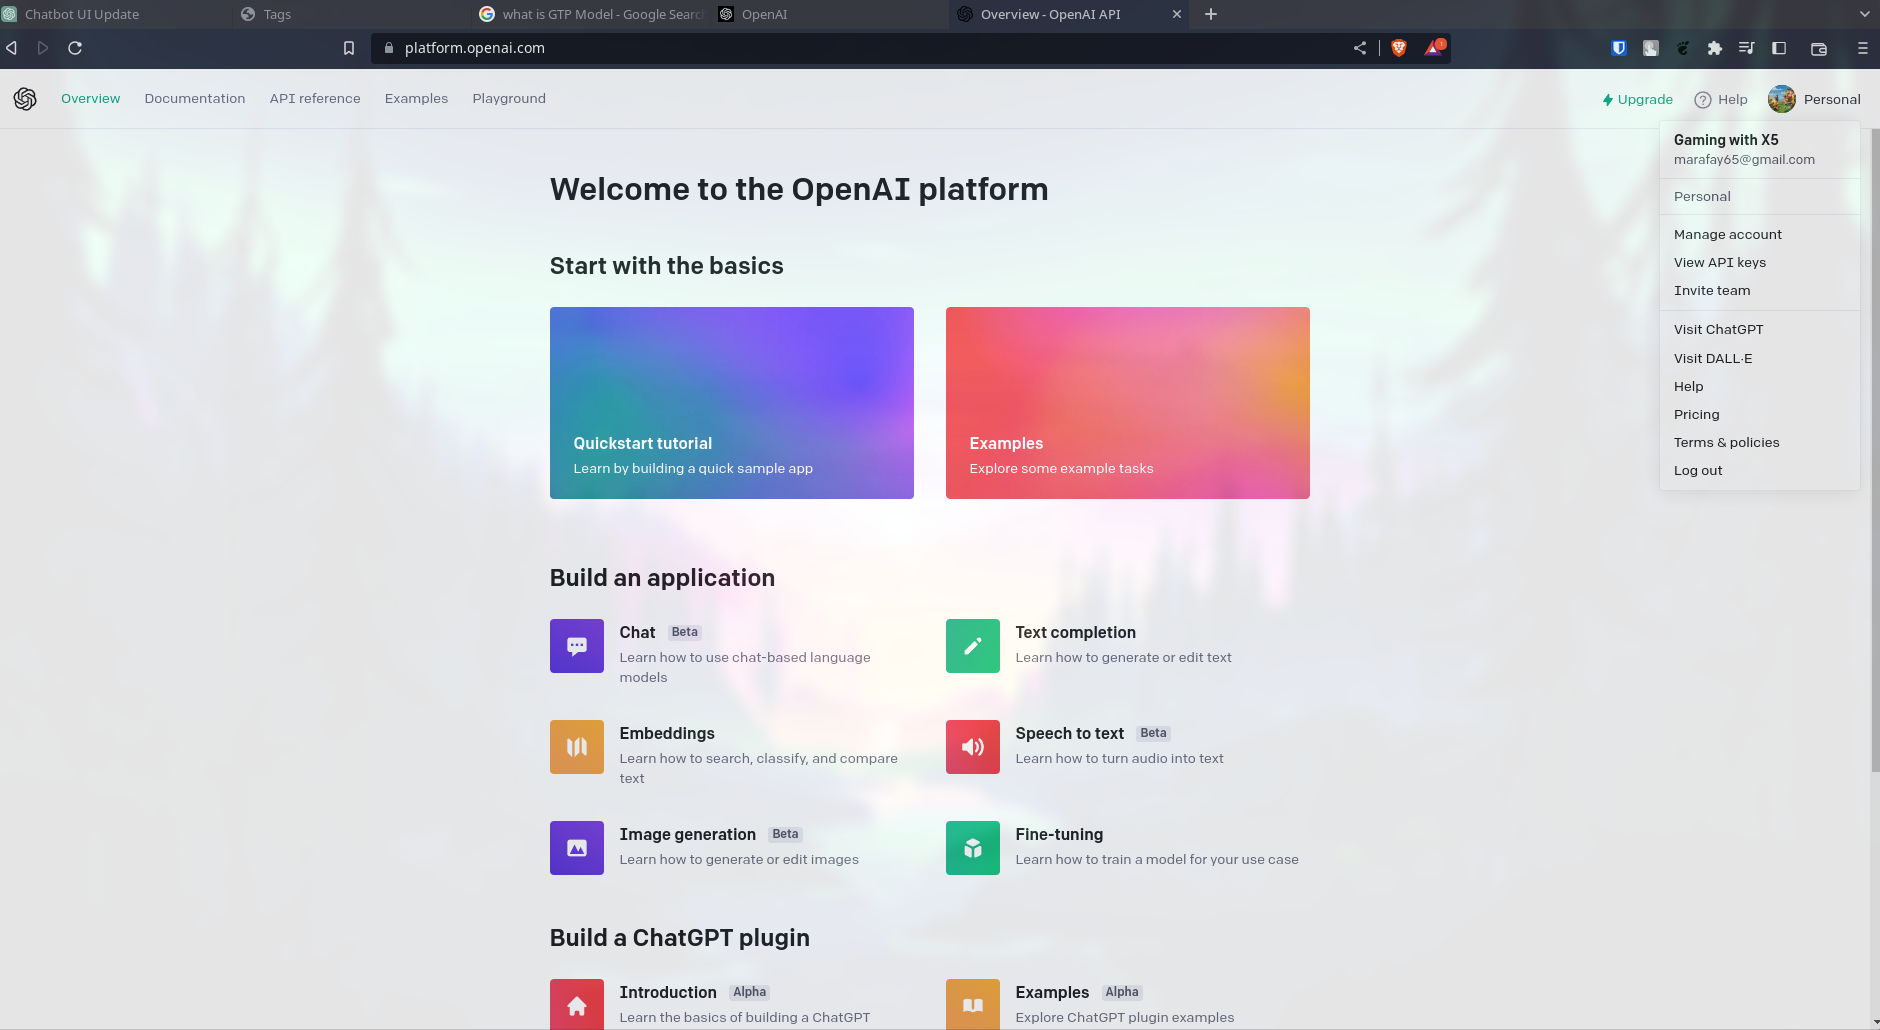 Chatbot UI Update
Tags
what is GTP Model - Google Searc
OpenAI
Overview - OpenAI API
platform.openai.com
Overview
Documentation
API reference
Examples
Playground
Upgrade
Help
Personal
Gaming with X5
marafay65@gmail.com
Personal
Manage account
View API keys
Invite team
Visit ChatGPT
Visit DALL·E
Help
Pricing
Terms & policies
Log out
Welcome to the OpenAI platform
Start with the basics
Quickstart tutorial
Learn by building a quick sample app
Examples
Explore some example tasks
Build an application
Chat Beta
Learn how to use chat-based language
models
Text completion
Learn how to generate or edit text
Embeddings
Learn how to search, classify, and compare
text
Speech to text Beta
Learn how to turn audio into text
Image generation Beta
Learn how to generate or edit images
Fine-tuning
Learn how to train a model for your use case
Build a ChatGPT plugin
Introduction Alpha
Learn the basics of building a ChatGPT
Examples Alpha
Explore ChatGPT plugin examples